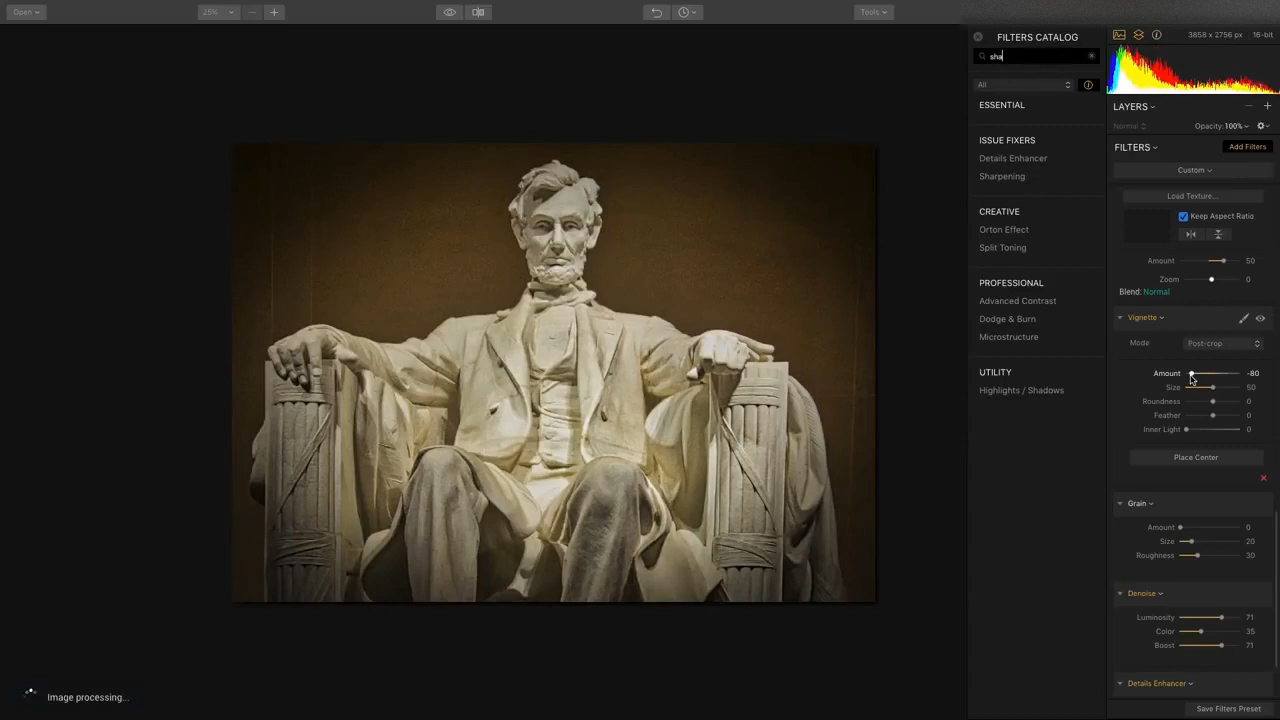 Open
25%
Tools
FILTERS CATALOG
3858 x 2756 px 16-bit
sha
All
ESSENTIAL
ISSUE FIXERS
Details Enhancer
Sharpening
CREATIVE
Orton Effect
Split Toning
PROFESSIONAL
Advanced Contrast
Dodge & Burn
Microstructure
UTILITY
Highlights / Shadows
LAYERS
Normal Opacity: 100%
FILTERS Add Filters
Custom
Load Texture...
Keep Aspect Ratio
Amount 50
Zoom 0
Blend: Normal
Vignette
Mode Post-crop
Amount -80
Size 50
Roundness 0
Feather 0
Inner Light 0
Place Center
Grain
Amount 0
Size 20
Roughness 30
Denoise
Luminosity 71
Color 35
Boost 71
Details Enhancer
Save Filters Preset
Image processing...